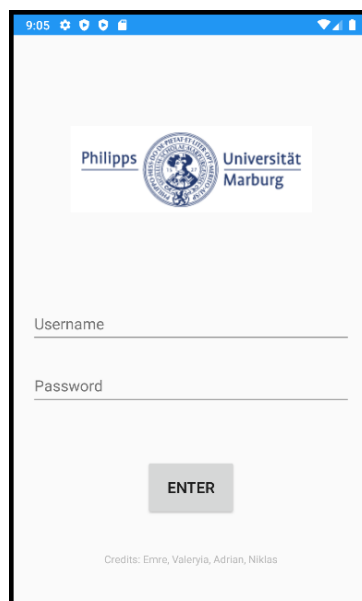 9:05
Philipps Universität
Marburg
Username
Password
ENTER
Credits: Emre, Valeryia, Adrian, Niklas